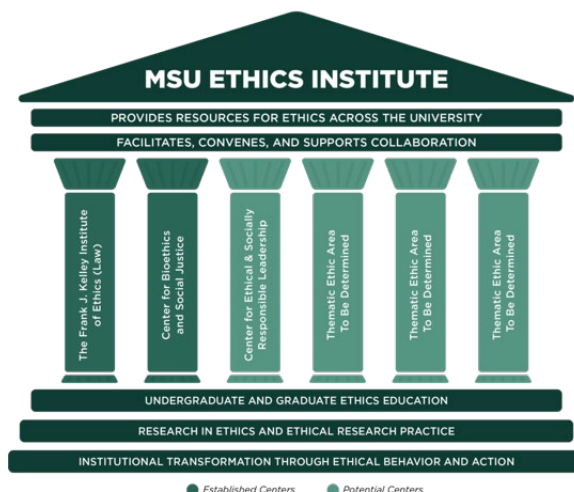 MSU ETHICS INSTITUTE
PROVIDES RESOURCES FOR ETHICS ACROSS THE UNIVERSITY
FACILITATES, CONVENES, AND SUPPORTS COLLABORATION
The Frank J. Kelley Institute
of Ethics (Law)
Center for Bioethics
and Social Justice
Center for Ethical & Socially
Responsible Leadership
Thematic Ethic Area
To Be Determined
Thematic Ethic Area
To Be Determined
Thematic Ethic Area
To Be Determined
UNDERGRADUATE AND GRADUATE ETHICS EDUCATION
RESEARCH IN ETHICS AND ETHICAL RESEARCH PRACTICE
INSTITUTIONAL TRANSFORMATION THROUGH ETHICAL BEHAVIOR AND ACTION
Established Centers
Potential Centers